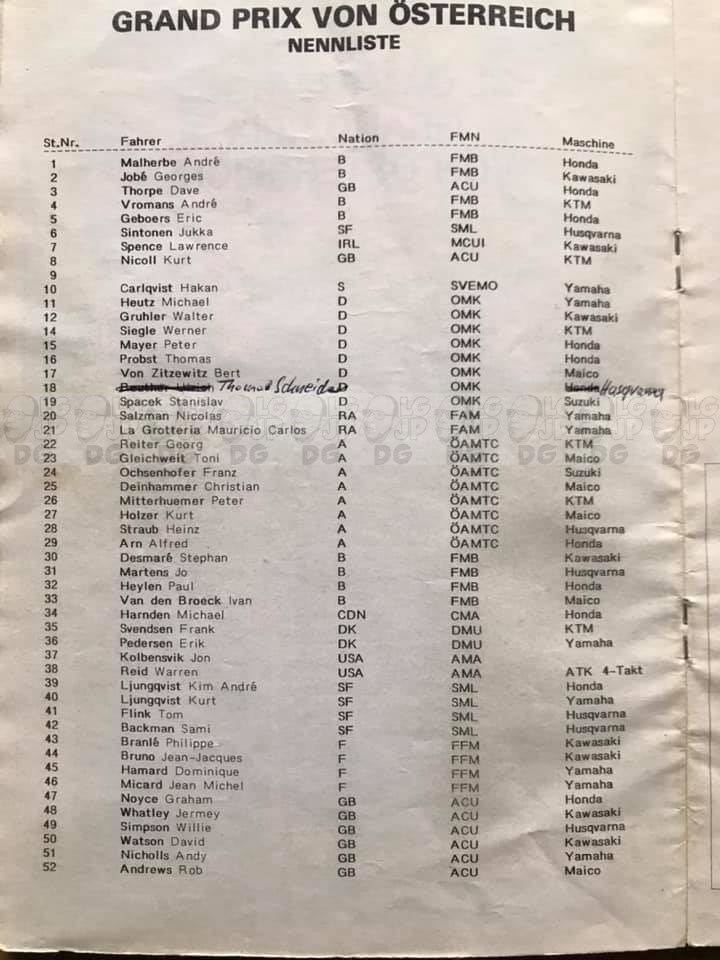 GRAND PRIX VON ÖSTERREICH
NENNLISTE
St.Nr. Fahrer Nation FMN Maschine
1 Malherbe André B FMB Honda
2 Jobé Georges B FMB Kawasaki
3 Thorpe Dave GB ACU Honda
4 Vromans André B FMB KTM
5 Geboers Eric B FMB Honda
6 Sintonen Jukka SF SML Husqvarna
7 Spence Lawrence IRL MCUI Kawasaki
8 Nicoll Kurt GB ACU KTM
9
10 Carlqvist Hakan S SVEMO Yamaha
11 Heutz Michael D OMK Yamaha
12 Gruhler Walter D OMK Kawasaki
14 Siegle Werner D OMK KTM
15 Mayer Peter D OMK Honda
16 Probst Thomas D OMK Honda
17 Von Zitzewitz Bert D OMK Maico
18 Thomas Schneider D OMK Honda Husqvarna
19 Spacek Stanislav D OMK Suzuki
20 Salzman Nicolas RA FAM Yamaha
21 La Grotteria Mauricio Carlos RA FAM Yamaha
22 Reiter Georg A ÖAMTC KTM
23 Gleichweit Toni A ÖAMTC Maico
24 Ochsenhofer Franz A ÖAMTC Suzuki
25 Deinhammer Christian A ÖAMTC Maico
26 Mitterhuemer Peter A ÖAMTC KTM
27 Holzer Kurt A ÖAMTC Maico
28 Straub Heinz A ÖAMTC Husqvarna
29 Arn Alfred A ÖAMTC Honda
30 Desmaré Stephan B FMB Kawasaki
31 Martens Jo B FMB Husqvarna
32 Heylen Paul B FMB Honda
33 Van den Broeck Ivan B FMB Maico
34 Harnden Michael CDN CMA Honda
35 Svendsen Frank DK DMU KTM
36 Pedersen Erik DK DMU Yamaha
37 Kolbensvik Jon USA AMA
38 Reid Warren USA AMA ATK 4-Takt
39 Ljungqvist Kim André SF SML Honda
40 Ljungqvist Kurt SF SML Yamaha
41 Flink Tom SF SML Husqvarna
42 Backman Sami SF SML Husqvarna
43 Branlé Philippe F FFM Kawasaki
44 Bruno Jean-Jacques F FFM Kawasaki
45 Hamard Dominique F FFM Yamaha
46 Micard Jean Michel F FFM Yamaha
47 Noyce Graham GB ACU Honda
48 Whatley Jermey GB ACU Kawasaki
49 Simpson Willie GB ACU Husqvarna
50 Watson David GB ACU Kawasaki
51 Nicholls Andy GB ACU Yamaha
52 Andrews Rob GB ACU Maico